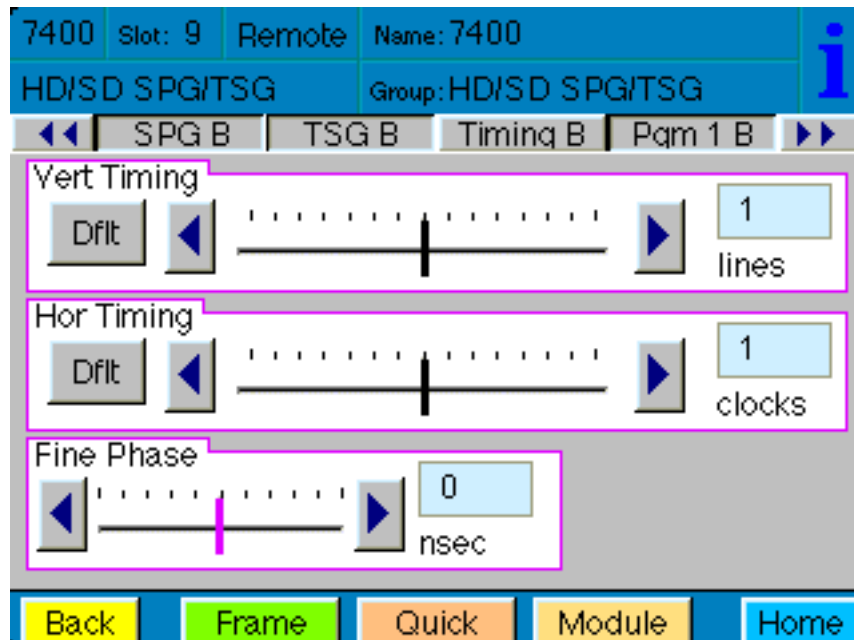 7400 Slot: 9 Remote Name: 7400
HD/SD SPG/TSG Group: HD/SD SPG/TSG
i
SPG B TSG B Timing B Pgm 1 B
Vert Timing
Dflt
1
lines
Hor Timing
Dflt
1
clocks
Fine Phase
0
nsec
Back Frame Quick Module Home